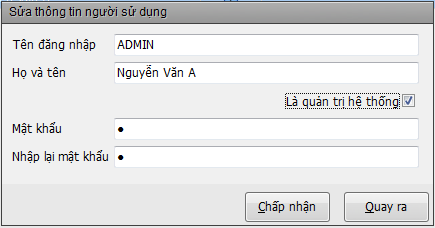 Sửa thông tin người sử dụng
Tên đăng nhập ADMIN
Họ và tên Nguyễn Văn A
Là quản trị hệ thống
Mật khẩu ●
Nhập lại mật khẩu ●
Chấp nhận Quay ra